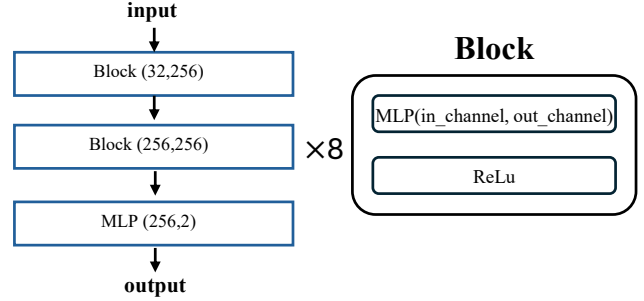 input
Block (32,256)
Block (256,256)
×8
MLP (256,2)
output
Block
MLP(in_channel, out_channel)
ReLu